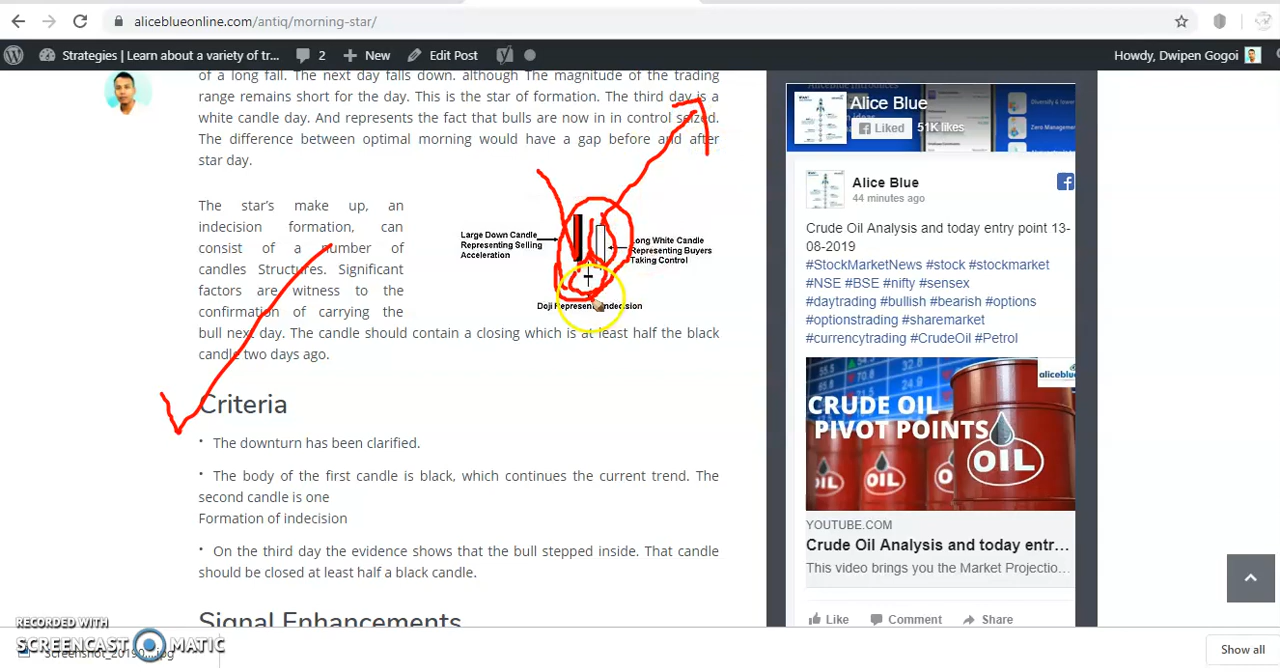 aliceblueonline.com/antiq/morning-star/
Strategies | Learn about a variety of tr... 2 New Edit Post Howdy, Dwipen Gogoi
of a long fall. The next day falls down. although The magnitude of the trading
range remains short for the day. This is the star of formation. The third day is a
white candle day. And represents the fact that bulls are now in in control seized.
The difference between optimal morning would have a gap before and after
star day.
The star's make up, an
indecision formation, can
consist of a number of
candles Structures. Significant
factors are witness to the
confirmation of carrying the
bull next day. The candle should contain a closing which is at least half the black
candle two days ago.
Large Down Candle
Representing Selling
Acceleration
Long White Candle
Representing Buyers
Taking Control
Doji Represent Indecision
Criteria
• The downturn has been clarified.
• The body of the first candle is black, which continues the current trend. The
second candle is one
Formation of indecision
• On the third day the evidence shows that the bull stepped inside. That candle
should be closed at least half a black candle.
Signal Enhancements
Alice Blue
Liked 51K likes
Diversify & tower
Zero Management
Alice Blue
44 minutes ago
Crude Oil Analysis and today entry point 13-
08-2019
#StockMarketNews #stock #stockmarket
#NSE #BSE #nifty #sensex
#daytrading #bullish #bearish #options
#optionstrading #sharemarket
#currencytrading #CrudeOil #Petrol
aliceblue
CRUDE OIL
PIVOT POINTS
OIL
OIL
OIL
YOUTUBE.COM
Crude Oil Analysis and today entr...
This video brings you the Market Projectio...
Like Comment Share
RECORDED WITH
SCREENCAST MATIC
Screenshot_20190....jpg
Show all